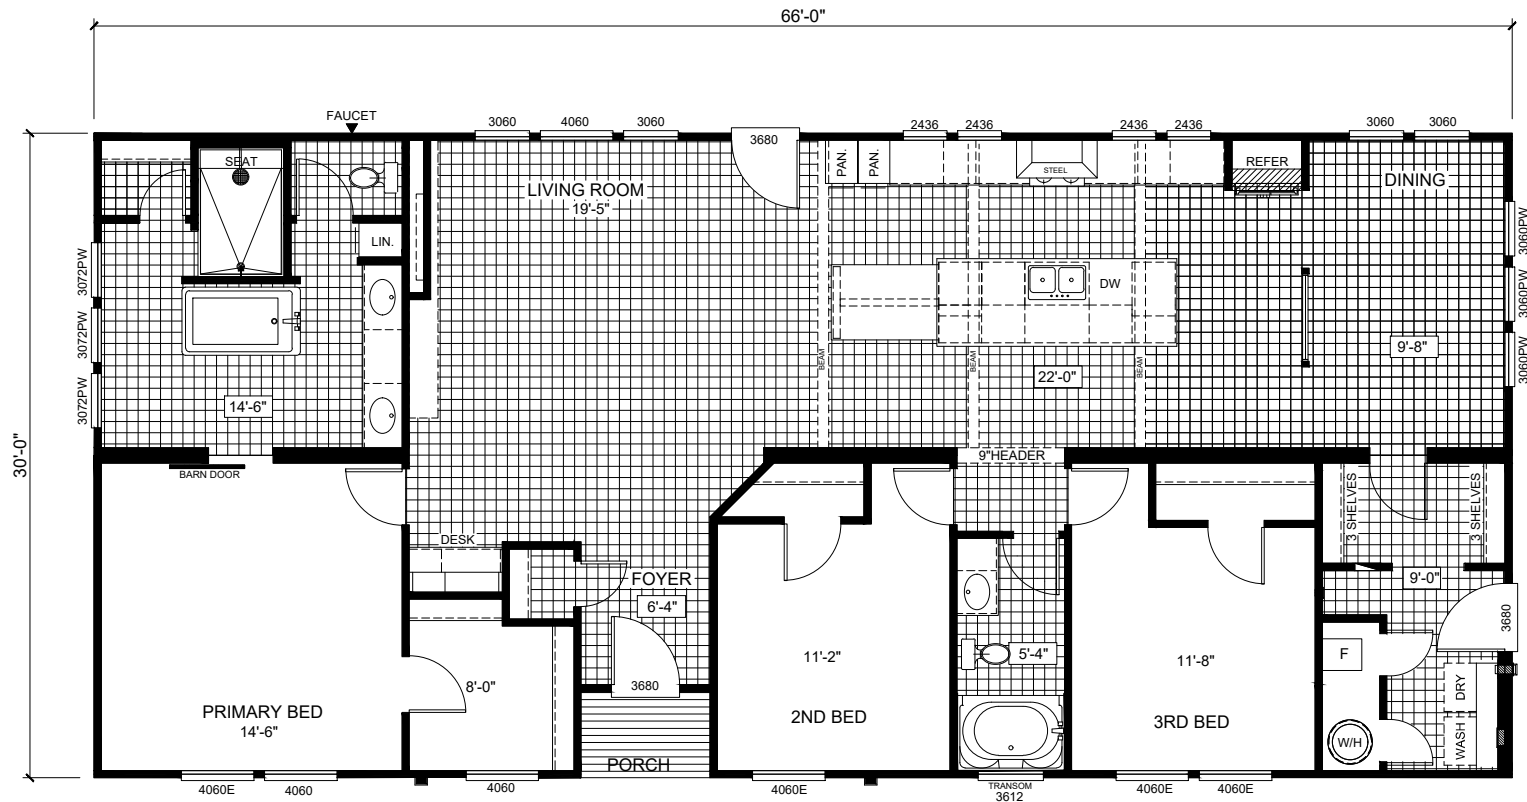 66'-0"
FAUCET
3060
4060
3060
3680
2436
2436
2436
2436
3060
3060
SEAT
LIVING ROOM
19'-5"
PAN.
PAN.
STEEL
REFER
DINING
LIN.
3072PW
3072PW
3072PW
3060PW
3060PW
3060PW
DW
BEAM
BEAM
BEAM
9'-8"
22'-0"
14'-6"
30'-0"
BARN DOOR
9"HEADER
3 SHELVES
3 SHELVES
DESK
FOYER
6'-4"
9'-0"
3680
11'-2"
5'-4"
11'-8"
F
8'-0"
3680
DRY
WASH
PRIMARY BED
14'-6"
2ND BED
3RD BED
W/H
PORCH
4060E
4060
4060
4060E
TRANSOM
3612
4060E
4060E